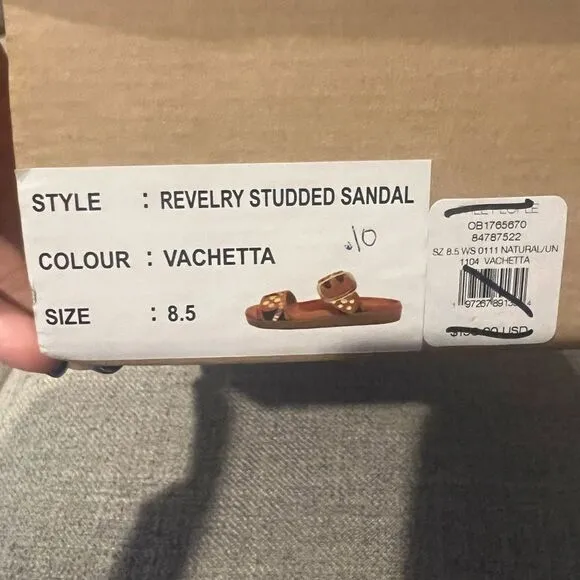 STYLE : REVELRY STUDDED SANDAL
COLOUR : VACHETTA
SIZE : 8.5
.10
OB1765670
84787522
SZ 8.5 WS 0111 NATURAL/UN
1104 VACHETTA
USD